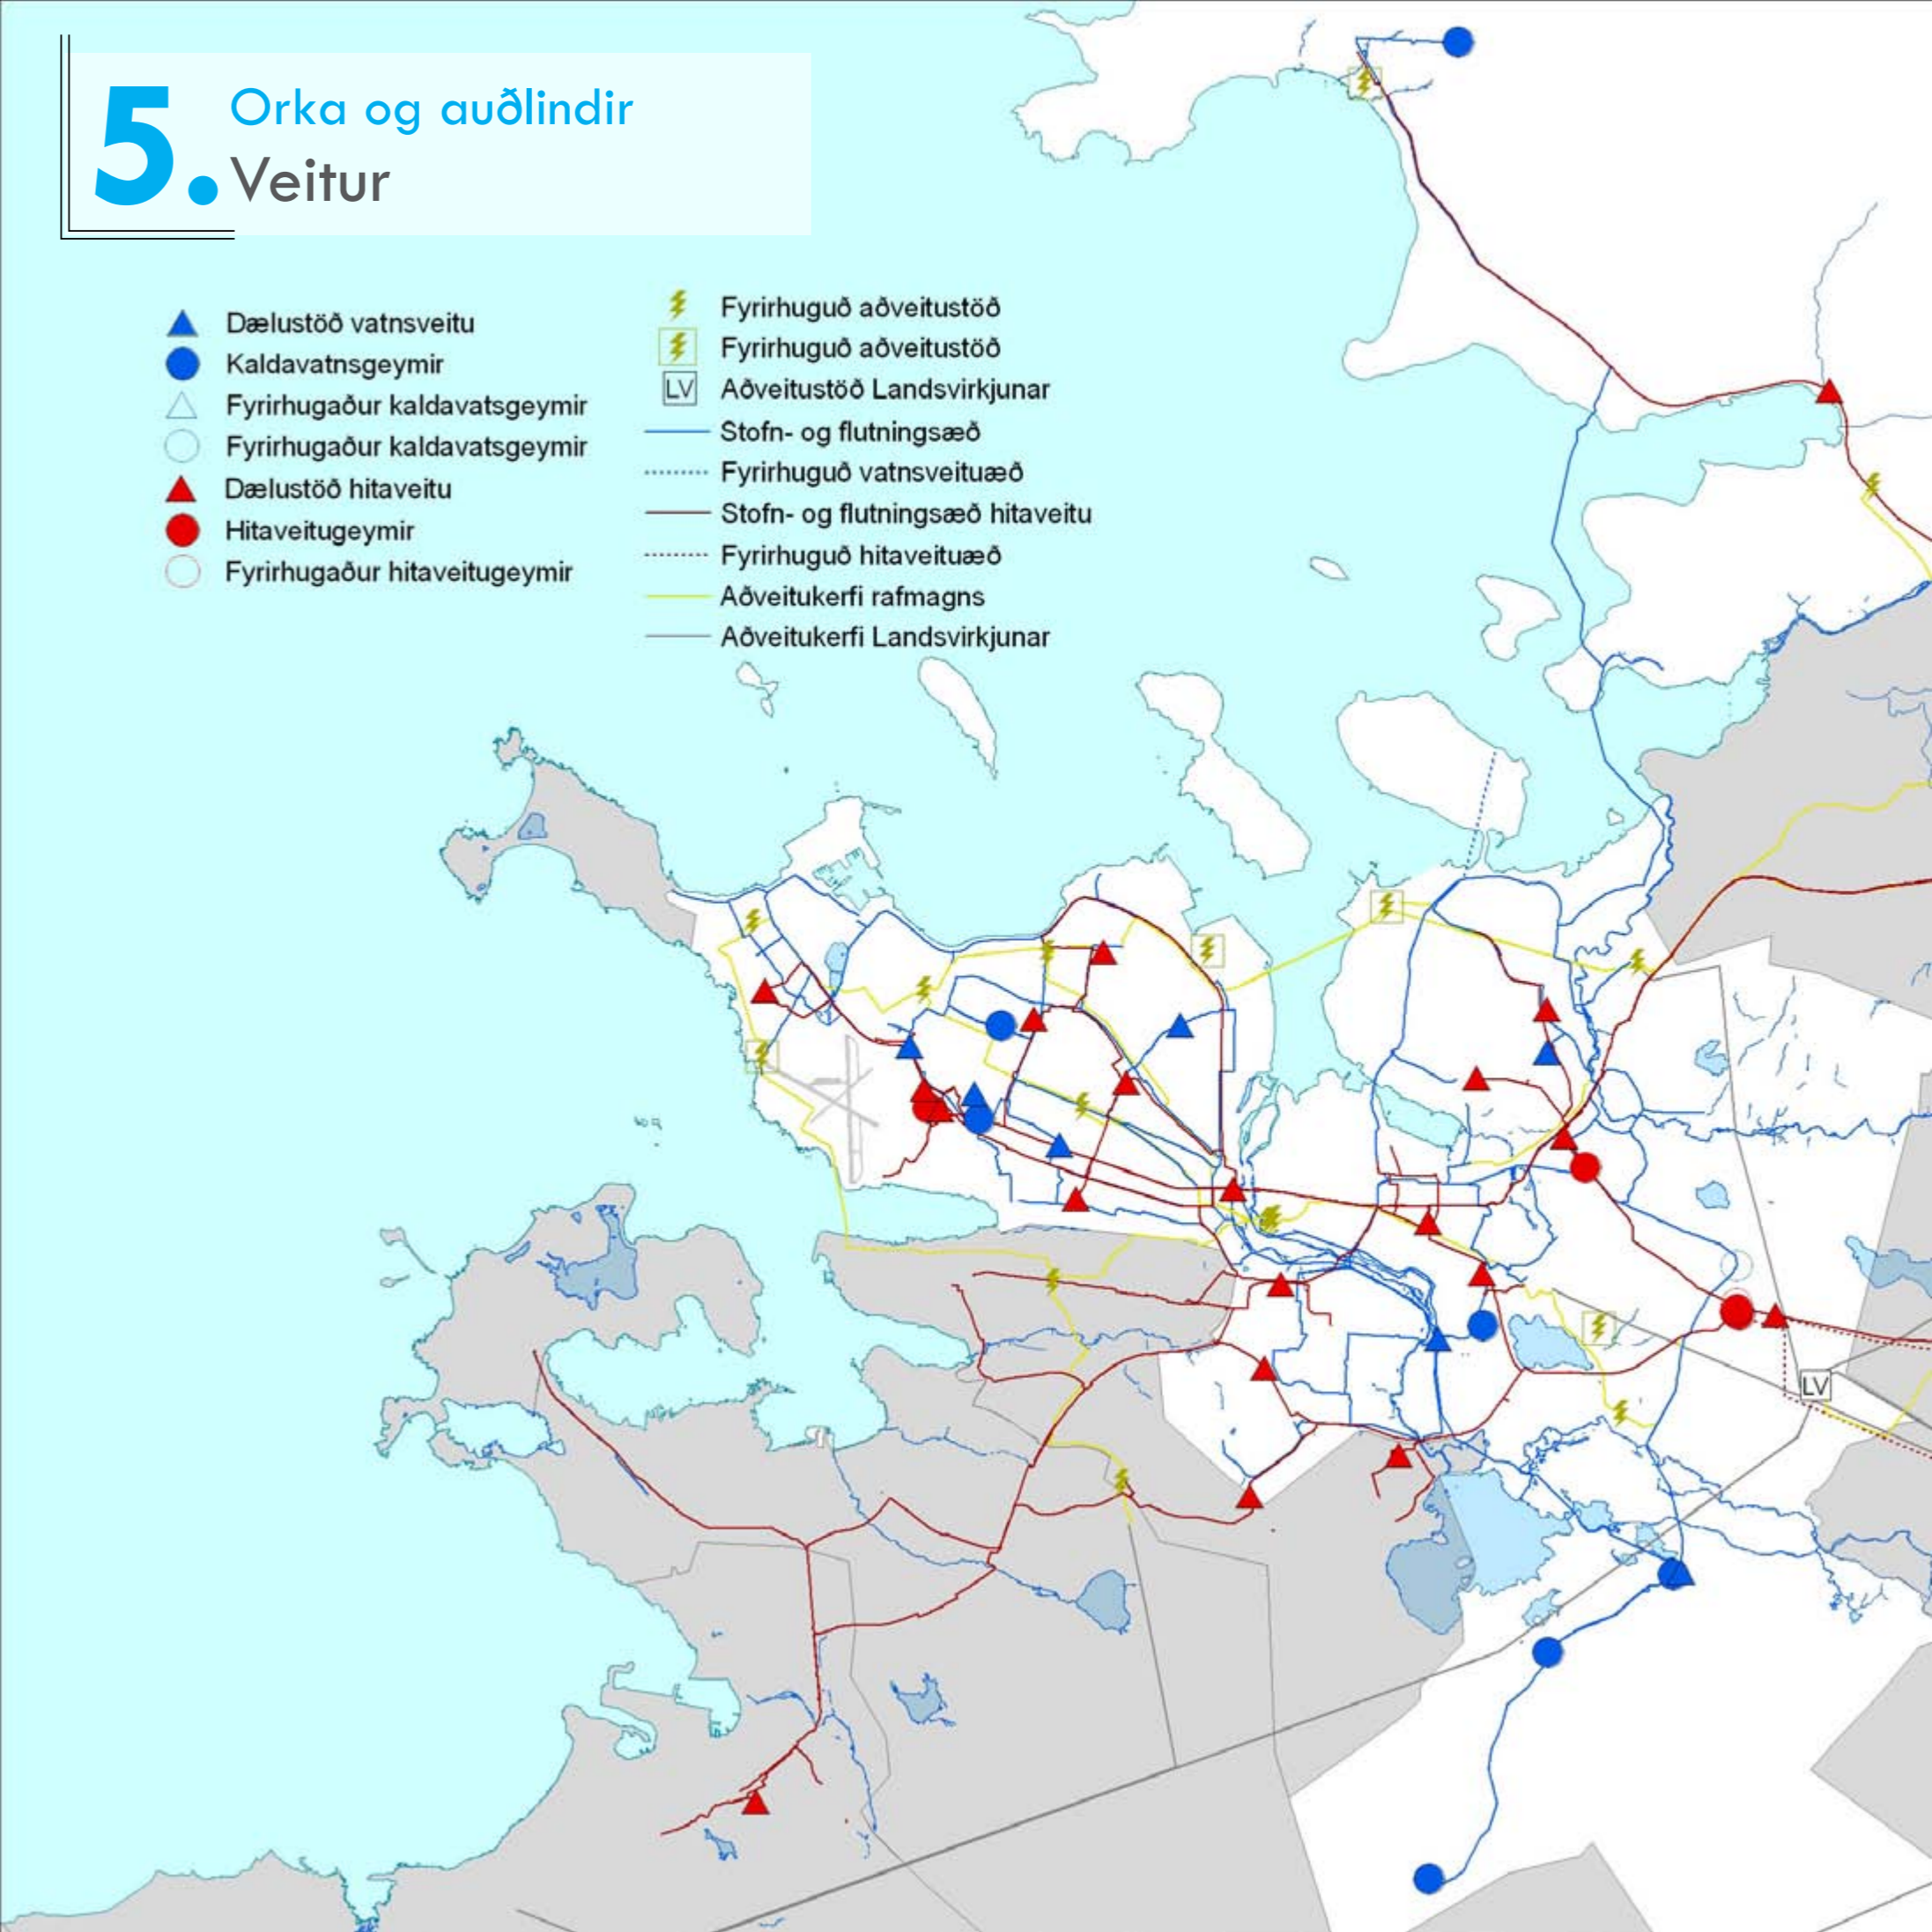 5. Orka og auðlindir
Veitur
Dælustöð vatnsveitu
Kaldavatnsgeymir
Fyrirhugaður kaldavatsgeymir
Fyrirhugaður kaldavatsgeymir
Dælustöð hitaveitu
Hitaveitugeymir
Fyrirhugaður hitaveitugeymir
Fyrirhuguð aðveitustöð
Fyrirhuguð aðveitustöð
LV Aðveitustöð Landsvirkjunar
Stofn- og flutningsæð
Fyrirhuguð vatnsveituæð
Stofn- og flutningsæð hitaveitu
Fyrirhuguð hitaveituæð
Aðveitukerfi rafmagns
Aðveitukerfi Landsvirkjunar
LV